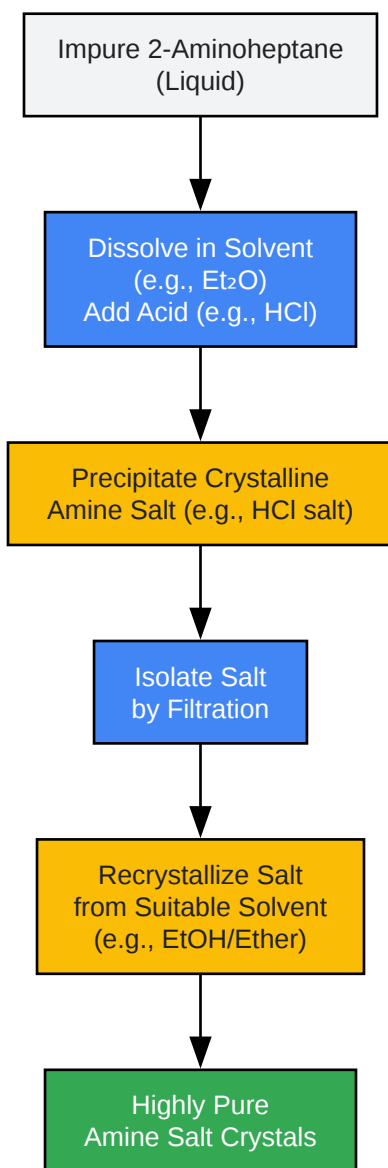 Impure 2-Aminoheptane
(Liquid)
Dissolve in Solvent
(e.g., Et₂O)
Add Acid (e.g., HCl)
Precipitate Crystalline
Amine Salt (e.g., HCl salt)
Isolate Salt
by Filtration
Recrystallize Salt
from Suitable Solvent
(e.g., EtOH/Ether)
Highly Pure
Amine Salt Crystals